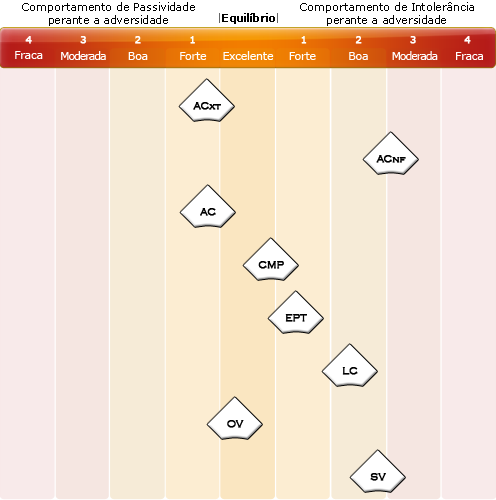 Comportamento de Passividade
perante a adversidade
|Equilíbrio|
Comportamento de Intolerância
perante a adversidade
4 3 2 1 1 2 3 4
Fraca Moderada Boa Forte Excelente Forte Boa Moderada Fraca
ACXT
ACNF
AC
CMP
EPT
LC
OV
SV